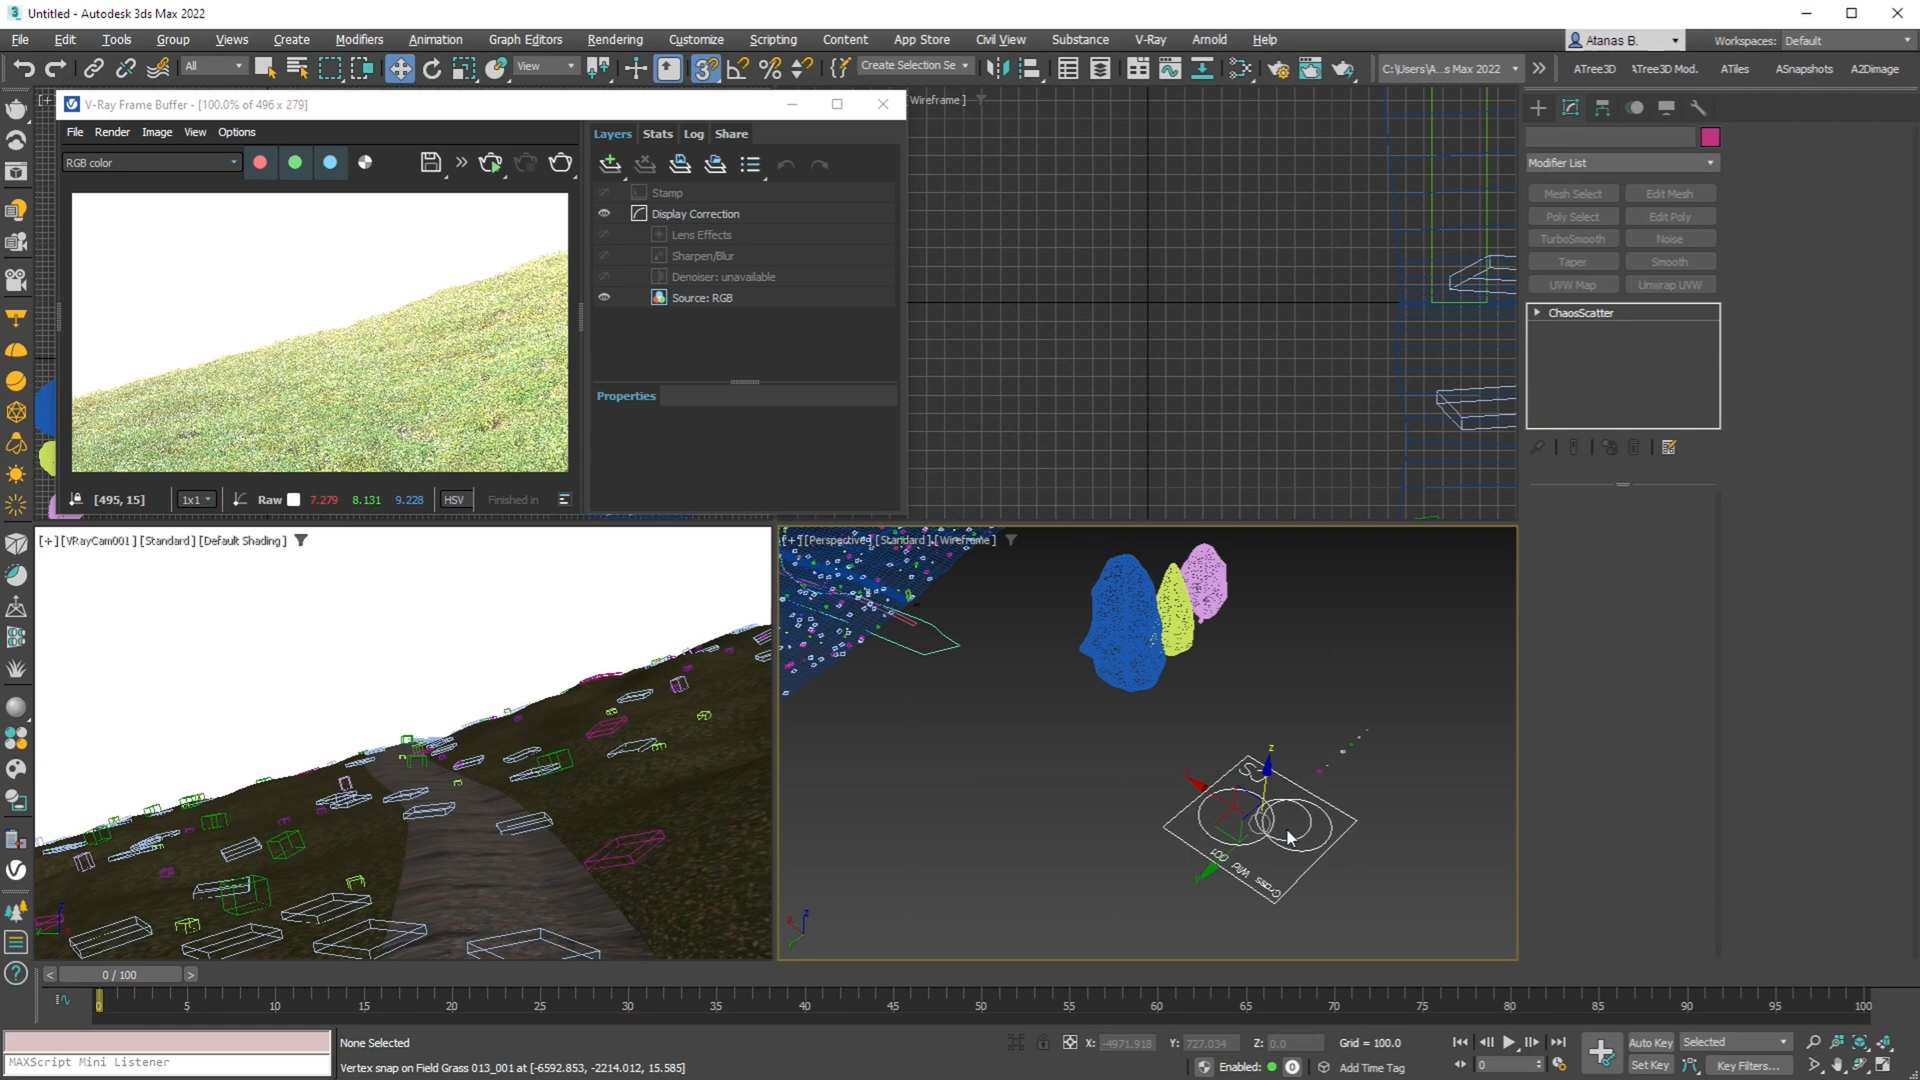 Untitled - Autodesk 3ds Max 2022
File Edit Tools Group Views Create Modifiers Animation Graph Editors Rendering Customize Scripting Content App Store Civil View Substance V-Ray Arnold Help
Atanas B. Workspaces: Default
All View Create Selection Se C:\Users\A...s Max 2022 ATree3D ATree3D Mod. ATiles ASnapshots A2Dimage
V-Ray Frame Buffer - [100.0% of 496 x 279]
Wireframe ]
File Render Image View Options
Layers Stats Log Share
RGB color
Stamp
Display Correction
Lens Effects
Sharpen/Blur
Denoiser: unavailable
Source: RGB
Properties
[495, 15] 1x1 Raw 7.279 8.131 9.228 HSV Finished in
Modifier List
Mesh Select Edit Mesh
Poly Select Edit Poly
TurboSmooth Noise
Taper Smooth
UVW Map Unwrap UVW
ChaosScatter
[+] [VRayCam001 ] [Standard ] [Default Shading ]
[+] [Perspective] [Standard ] [Wireframe ]
Grass Wild 001
0 / 100
0 5 10 15 20 25 30 35 40 45 50 55 60 65 70 75 80 85 90 95 100
None Selected X: -4971.918 Y: 727.034 Z: 0.0 Grid = 100.0 Auto Key Selected
MAXScript Mini Listener
Vertex snap on Field Grass 013_001 at [-6592.853, -2214.012, 15.585] Enabled: 0 Add Time Tag 0 Set Key Key Filters...